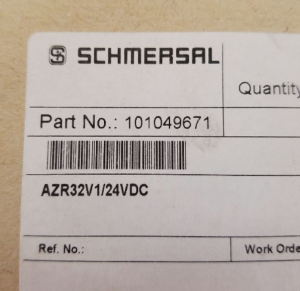 SCHMERSAL
Quantity
Part No.: 101049671
AZR32V1/24VDC
Ref. No.:
Work Orde